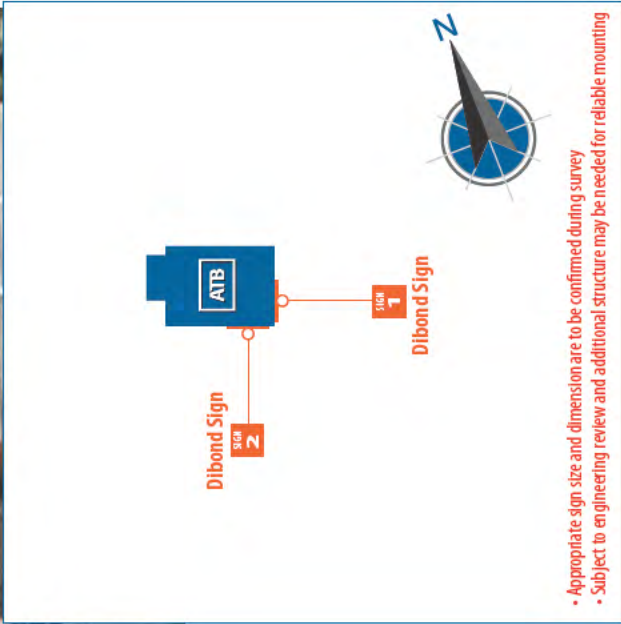 Dibond Sign
SIGN
2
ATB
SIGN
1
Dibond Sign
N
• Appropriate sign size and dimension are to be confirmed during survey
• Subject to engineering review and additional structure may be needed for reliable mounting